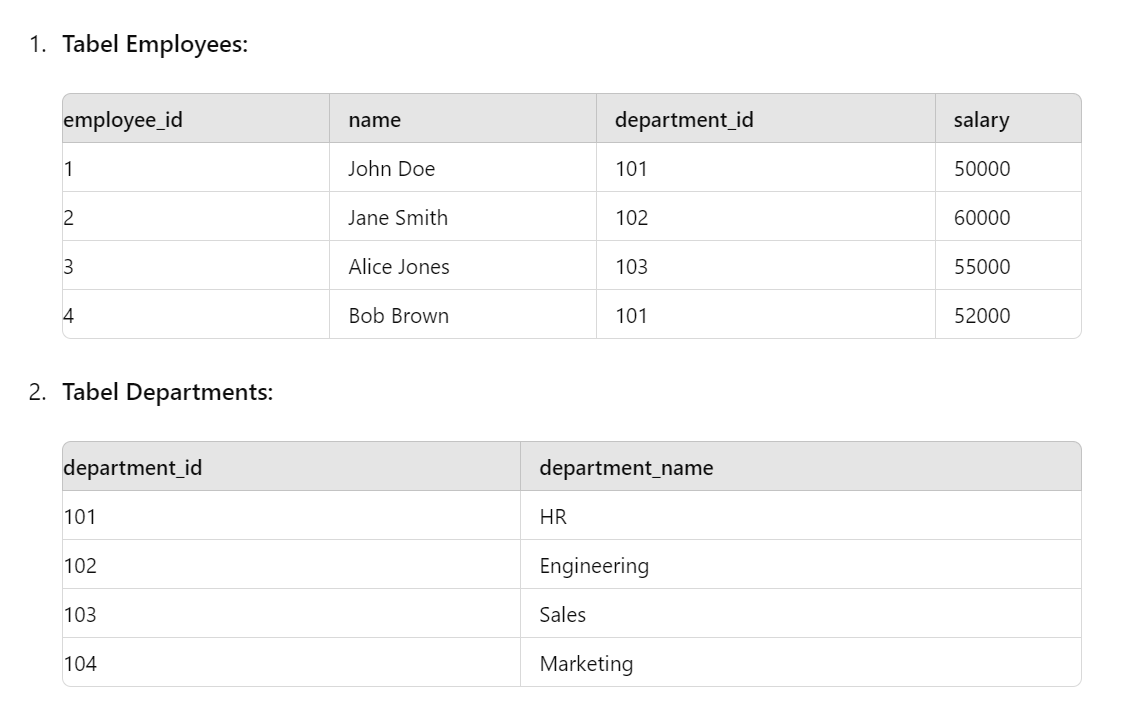 1. Tabel Employees:
employee_id name department_id salary
1 John Doe 101 50000
2 Jane Smith 102 60000
3 Alice Jones 103 55000
4 Bob Brown 101 52000
2. Tabel Departments:
department_id department_name
101 HR
102 Engineering
103 Sales
104 Marketing